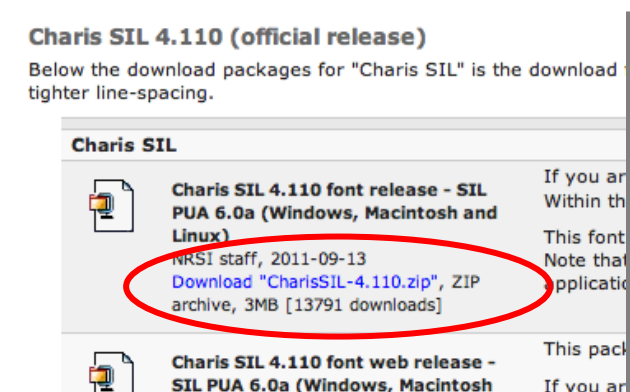 Charis SIL 4.110 (official release)
Below the download packages for "Charis SIL" is the download
tighter line-spacing.
Charis SIL
Charis SIL 4.110 font release - SIL
PUA 6.0a (Windows, Macintosh and
Linux)
NRSI staff, 2011-09-13
Download "CharisSIL-4.110.zip", ZIP
archive, 3MB [13791 downloads]
If you ar
Within th
This font
Note that
applicatio
Charis SIL 4.110 font web release -
SIL PUA 6.0a (Windows, Macintosh
This pack
If you ar